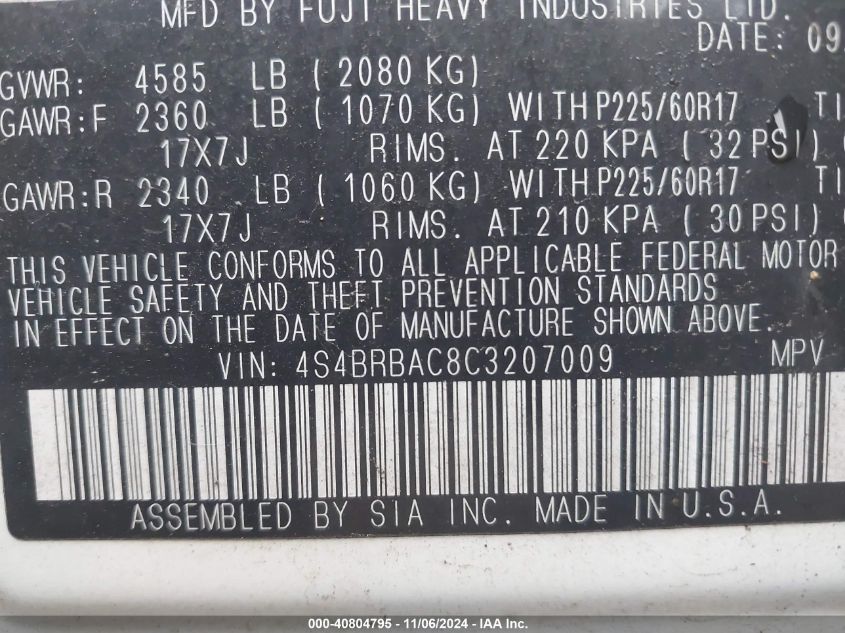 MFD BY FUJI HEAVY INDUSTRIES LTD.
DATE: 09
GVWR: 4585 LB ( 2080 KG)
GAWR:F 2360 LB ( 1070 KG) WITH P225/60R17 TI
17X7J RIMS. AT 220 KPA ( 32 PSI) (
GAWR:R 2340 LB ( 1060 KG) WITH P225/60R17 TI
17X7J RIMS. AT 210 KPA ( 30 PSI) (
THIS VEHICLE CONFORMS TO ALL APPLICABLE FEDERAL MOTOR
VEHICLE SAFETY AND THEFT PREVENTION STANDARDS
IN EFFECT ON THE DATE OF MANUFACTURE SHOWN ABOVE.
VIN: 4S4BRBAC8C3207009 MPV
ASSEMBLED BY SIA INC. MADE IN U.S.A.
000-40804795 - 11/06/2024 - IAA Inc.